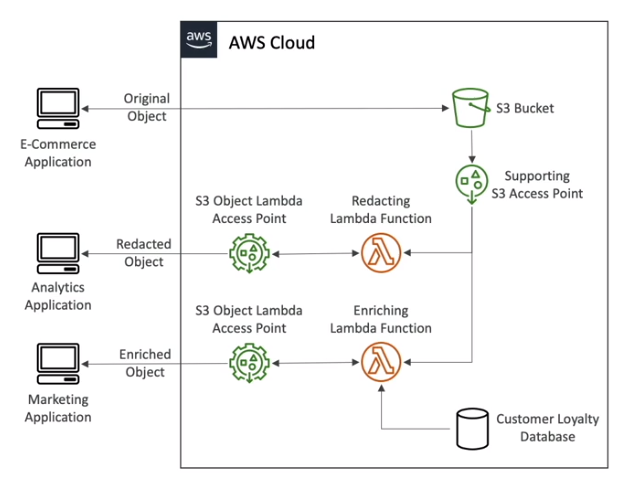 aws
AWS Cloud
Original
Object
S3 Bucket
E-Commerce
Application
Supporting
S3 Access Point
S3 Object Lambda
Access Point
Redacting
Lambda Function
Redacted
Object
Analytics
Application
S3 Object Lambda
Access Point
Enriching
Lambda Function
Enriched
Object
Marketing
Application
Customer Loyalty
Database